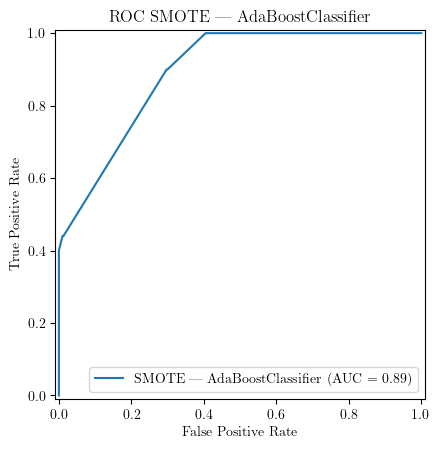 ROC SMOTE — AdaBoostClassifier
1.0
0.8
0.6
0.4
0.2
0.0
True Positive Rate
SMOTE — AdaBoostClassifier (AUC = 0.89)
0.0 0.2 0.4 0.6 0.8 1.0
False Positive Rate